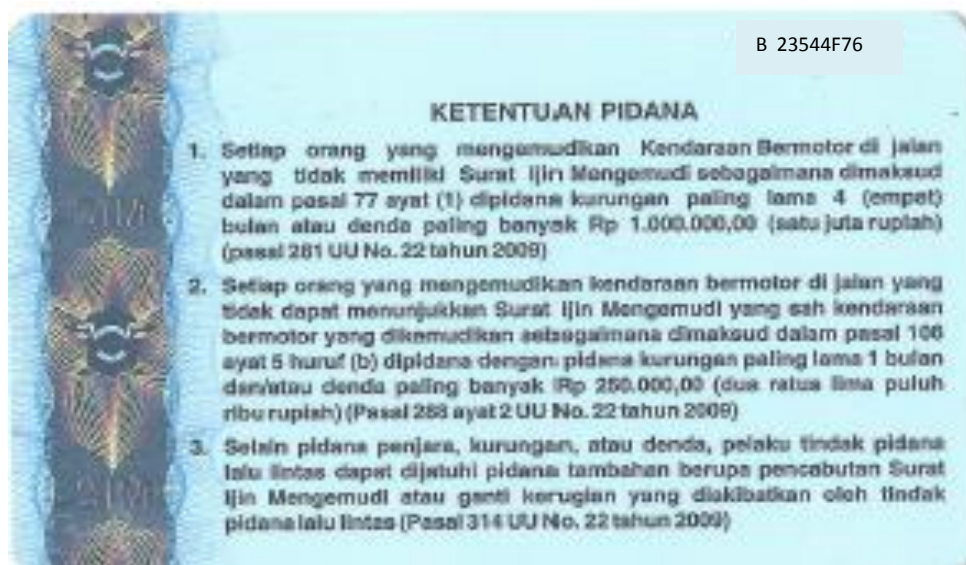 B 23544F76
KETENTUAN PIDANA
1. Setiap orang yang mengemudikan Kendaraan Bermotor di jalan
yang tidak memiliki Surat Ijin Mengemudi sebagaimana dimaksud
dalam pasal 77 ayat (1) dipidana kurungan paling lama 4 (empat)
bulan atau denda paling banyak Rp 1.000.000,00 (satu juta rupiah)
(pasal 281 UU No. 22 tahun 2009)
2. Setiap orang yang mengemudikan kendaraan bermotor di jalan yang
tidak dapat menunjukkan Surat Ijin Mengemudi yang sah kendaraan
bermotor yang dikemudikan sebagaimana dimaksud dalam pasal 106
ayat 5 huruf (b) dipidana dengan pidana kurungan paling lama 1 bulan
dan/atau denda paling banyak Rp 250.000,00 (dua ratus lima puluh
ribu rupiah) (Pasal 288 ayat 2 UU No. 22 tahun 2009)
3. Selain pidana penjara, kurungan, atau denda, pelaku tindak pidana
lalu lintas dapat dijatuhi pidana tambahan berupa pencabutan Surat
Ijin Mengemudi atau ganti kerugian yang diakibatkan oleh tindak
pidana lalu lintas (Pasal 314 UU No. 22 tahun 2009)